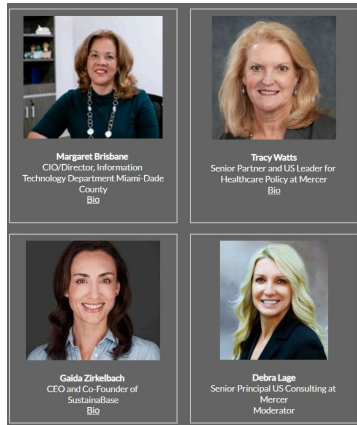 Margaret Brisbane
CIO/Director, Information
Technology Department Miami-Dade
County
Bio
Tracy Watts
Senior Partner and US Leader for
Healthcare Policy at Mercer
Bio
Gaida Zirkelbach
CEO and Co-Founder of
SustainaBase
Bio
Debra Lage
Senior Principal US Consulting at
Mercer
Moderator